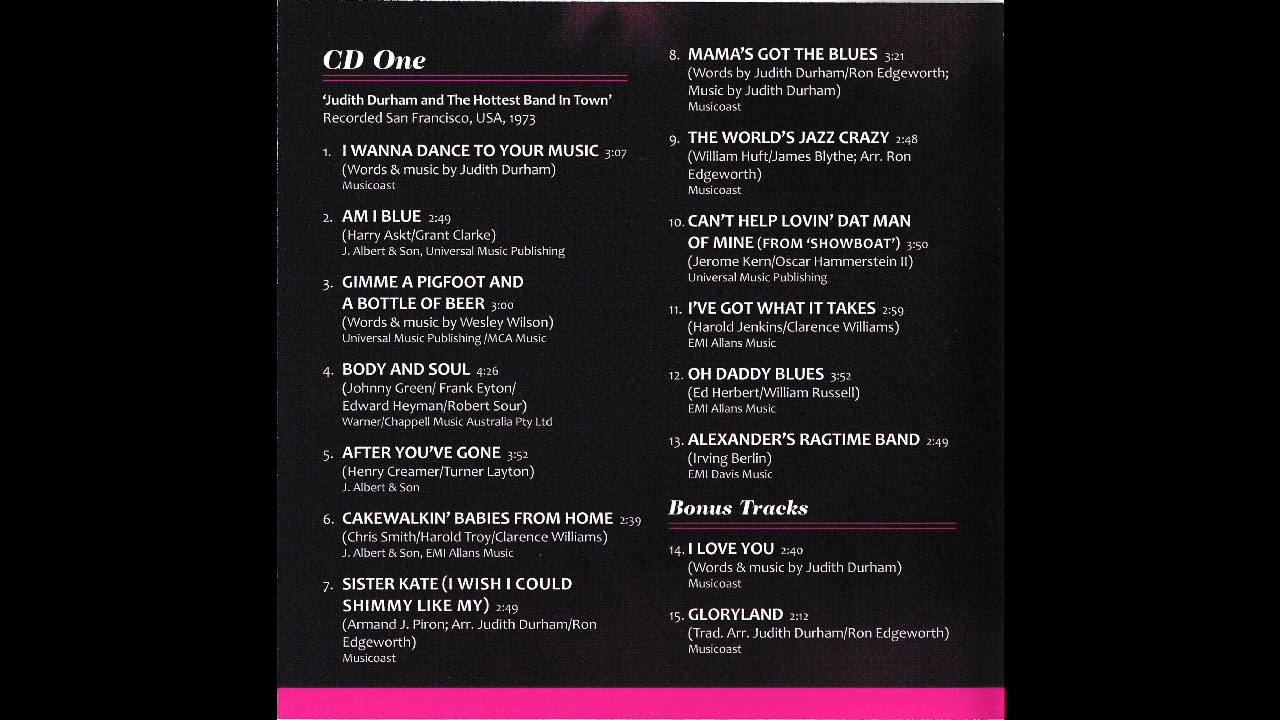 CD One
‘Judith Durham and The Hottest Band In Town’
Recorded San Francisco, USA, 1973
1. I WANNA DANCE TO YOUR MUSIC 3:07
(Words & music by Judith Durham)
Musicoast
2. AM I BLUE 2:49
(Harry Askt/Grant Clarke)
J. Albert & Son, Universal Music Publishing
3. GIMME A PIGFOOT AND
A BOTTLE OF BEER 3:00
(Words & music by Wesley Wilson)
Universal Music Publishing /MCA Music
4. BODY AND SOUL 4:26
(Johnny Green/ Frank Eyton/
Edward Heyman/Robert Sour)
Warner/Chappell Music Australia Pty Ltd
5. AFTER YOU’VE GONE 3:52
(Henry Creamer/Turner Layton)
J. Albert & Son
6. CAKEWALKIN’ BABIES FROM HOME 2:39
(Chris Smith/Harold Troy/Clarence Williams)
J. Albert & Son, EMI Allans Music
7. SISTER KATE (I WISH I COULD
SHIMMY LIKE MY) 2:49
(Armand J. Piron; Arr. Judith Durham/Ron
Edgeworth)
Musicoast
8. MAMA’S GOT THE BLUES 3:21
(Words by Judith Durham/Ron Edgeworth;
Music by Judith Durham)
Musicoast
9. THE WORLD’S JAZZ CRAZY 2:48
(William Huft/James Blythe; Arr. Ron
Edgeworth)
Musicoast
10. CAN’T HELP LOVIN’ DAT MAN
OF MINE (FROM ‘SHOWBOAT’) 3:50
(Jerome Kern/Oscar Hammerstein II)
Universal Music Publishing
11. I’VE GOT WHAT IT TAKES 2:59
(Harold Jenkins/Clarence Williams)
EMI Allans Music
12. OH DADDY BLUES 3:52
(Ed Herbert/William Russell)
EMI Allans Music
13. ALEXANDER’S RAGTIME BAND 2:49
(Irving Berlin)
EMI Davis Music
Bonus Tracks
14. I LOVE YOU 2:40
(Words & music by Judith Durham)
Musicoast
15. GLORYLAND 2:12
(Trad. Arr. Judith Durham/Ron Edgeworth)
Musicoast